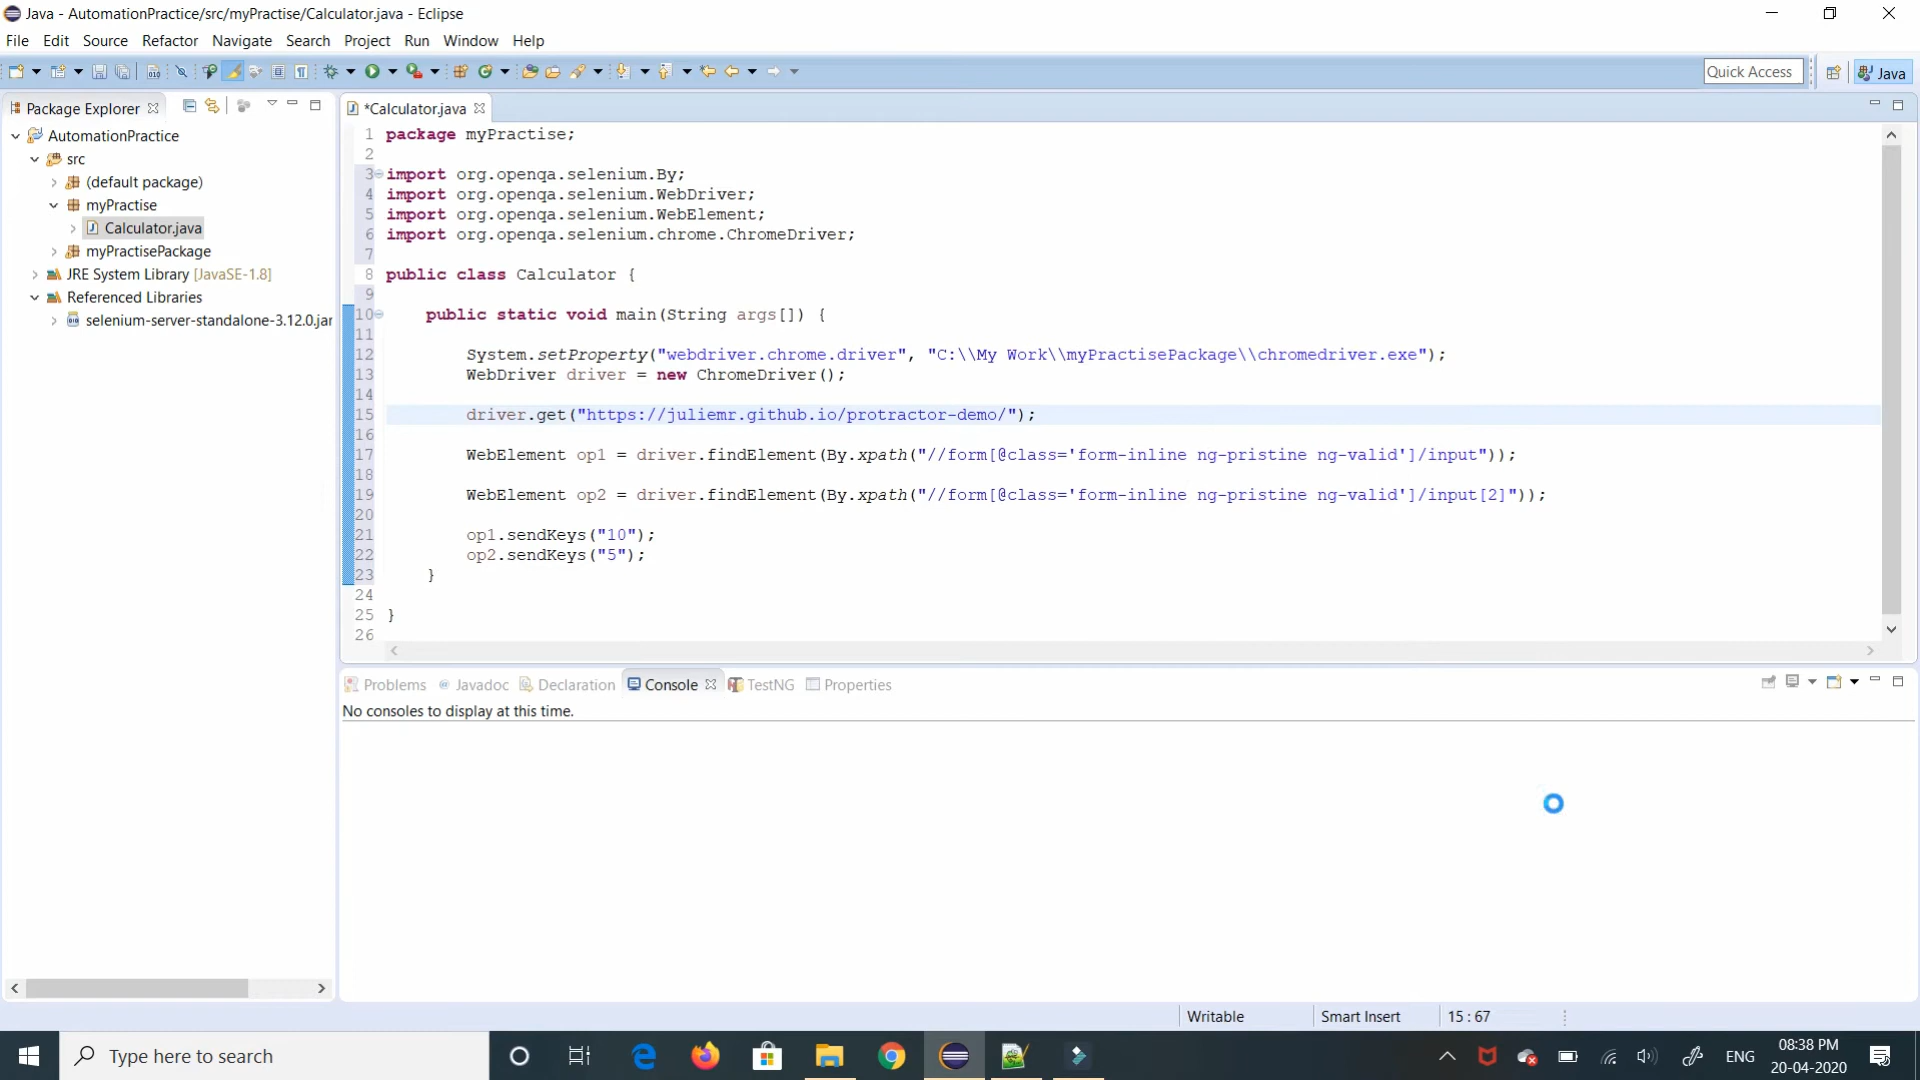 Java - AutomationPractice/src/myPractise/Calculator.java - Eclipse
File Edit Source Refactor Navigate Search Project Run Window Help
Quick Access
Java
Package Explorer
AutomationPractice
src
(default package)
myPractise
Calculator.java
myPractisePackage
JRE System Library [JavaSE-1.8]
Referenced Libraries
selenium-server-standalone-3.12.0.jar
*Calculator.java
1 package myPractise;
2
3 import org.openqa.selenium.By;
4 import org.openqa.selenium.WebDriver;
5 import org.openqa.selenium.WebElement;
6 import org.openqa.selenium.chrome.ChromeDriver;
7
8 public class Calculator {
9
10 public static void main(String args[]) {
11
12 System.setProperty("webdriver.chrome.driver", "C:\\My Work\\myPractisePackage\\chromedriver.exe");
13 WebDriver driver = new ChromeDriver();
14
15 driver.get("https://juliemr.github.io/protractor-demo/");
16
17 WebElement op1 = driver.findElement(By.xpath("//form[@class='form-inline ng-pristine ng-valid']/input"));
18
19 WebElement op2 = driver.findElement(By.xpath("//form[@class='form-inline ng-pristine ng-valid']/input[2]"));
20
21 op1.sendKeys("10");
22 op2.sendKeys("5");
23 }
24
25 }
26
Problems Javadoc Declaration Console TestNG Properties
No consoles to display at this time.
Writable Smart Insert 15 : 67
Type here to search
ENG
08:38 PM
20-04-2020